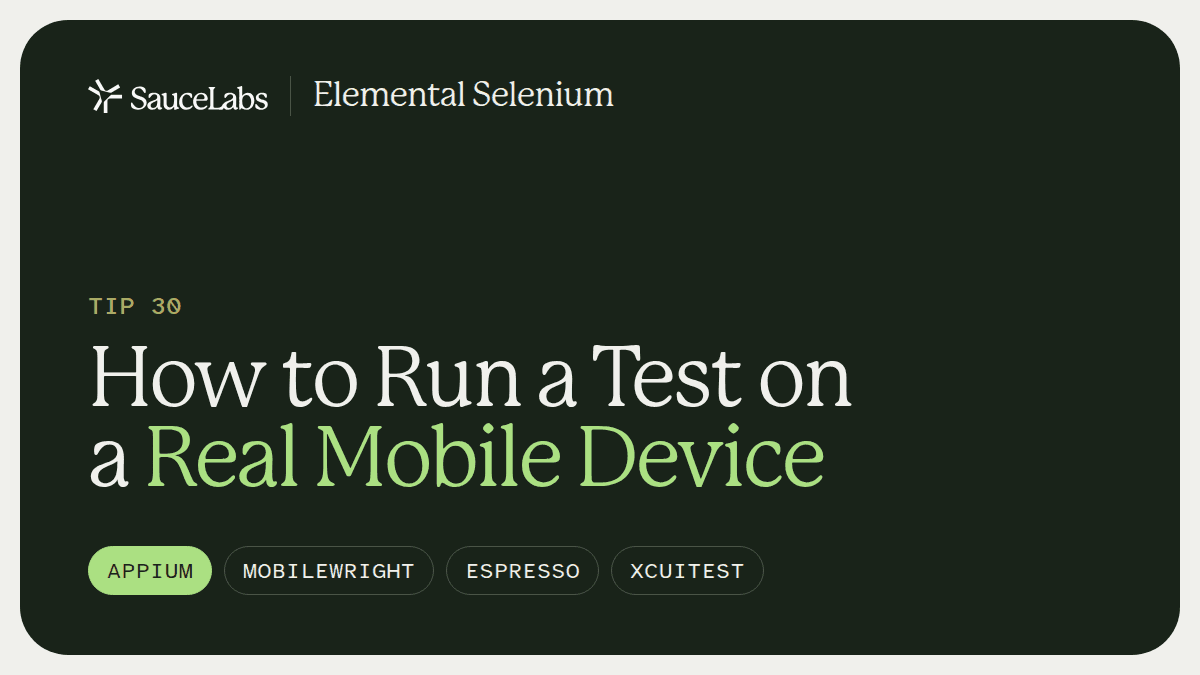 SauceLabs
Elemental Selenium
TIP 30
How to Run a Test on
a Real Mobile Device
APPIUM
MOBILEWRIGHT
ESPRESSO
XCUITEST